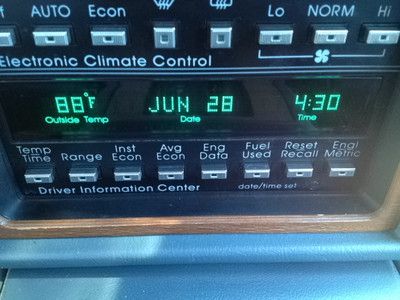 f AUTO Econ Lo NORM Hi
Electronic Climate Control
88°F JUN 28 4:30
Outside Temp Date Time
Temp Time Range Inst Econ Avg Econ Eng Data Fuel Used Reset Recall Engl Metric
Driver Information Center date/time set